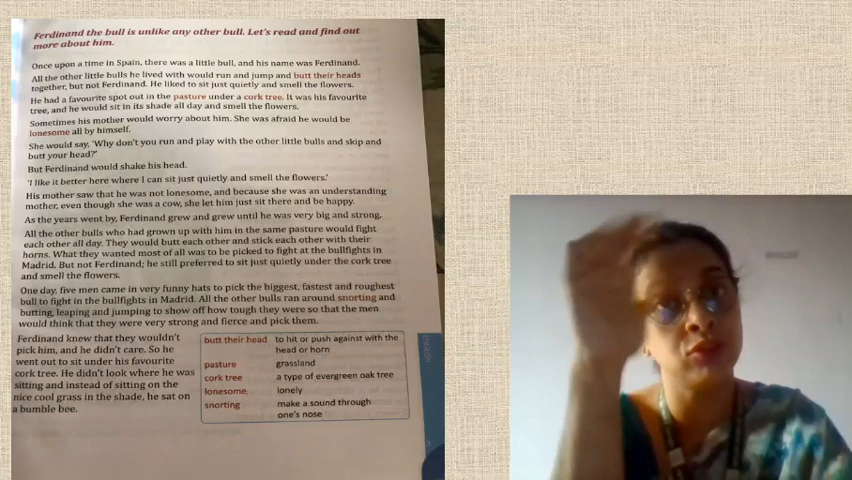 Ferdinand the bull is unlike any other bull. Let's read and find out
more about him.
Once upon a time in Spain, there was a little bull, and his name was Ferdinand.
All the other little bulls he lived with would run and jump and butt their heads
together, but not Ferdinand. He liked to sit just quietly and smell the flowers.
He had a favourite spot out in the pasture under a cork tree. It was his favourite
tree, and he would sit in its shade all day and smell the flowers.
Sometimes his mother would worry about him. She was afraid he would be
lonesome all by himself.
She would say, 'Why don't you run and play with the other little bulls and skip and
butt your head?'
But Ferdinand would shake his head.
'I like it better here where I can sit just quietly and smell the flowers.'
His mother saw that he was not lonesome, and because she was an understanding
mother, even though she was a cow, she let him just sit there and be happy.
As the years went by, Ferdinand grew and grew until he was very big and strong.
All the other bulls who had grown up with him in the same pasture would fight
each other all day. They would butt each other and stick each other with their
horns. What they wanted most of all was to be picked to fight at the bullfights in
Madrid. But not Ferdinand; he still preferred to sit just quietly under the cork tree
and smell the flowers.
One day, five men came in very funny hats to pick the biggest, fastest and roughest
bull to fight in the bullfights in Madrid. All the other bulls ran around snorting and
butting, leaping and jumping to show off how tough they were so that the men
would think that they were very strong and fierce and pick them.
Ferdinand knew that they wouldn't
pick him, and he didn't care. So he
went out to sit under his favourite
cork tree. He didn't look where he was
sitting and instead of sitting on the
nice cool grass in the shade, he sat on
a bumble bee.
butt their head to hit or push against with the
head or horn
pasture grassland
cork tree a type of evergreen oak tree
lonesome lonely
snorting make a sound through
one's nose
ENGLISH